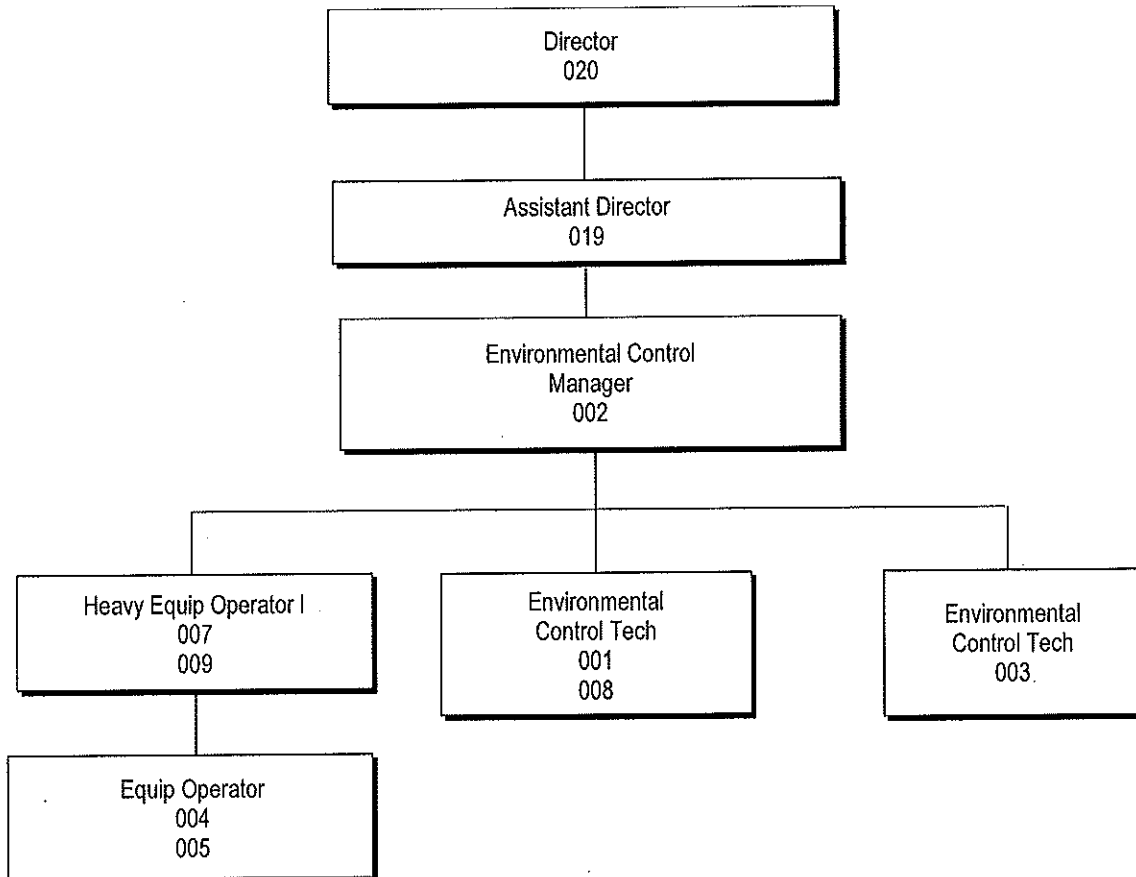 Director
020
Assistant Director
019
Environmental Control
Manager
002
Heavy Equip Operator I
007
009
Environmental
Control Tech
001
008
Environmental
Control Tech
003
Equip Operator
004
005